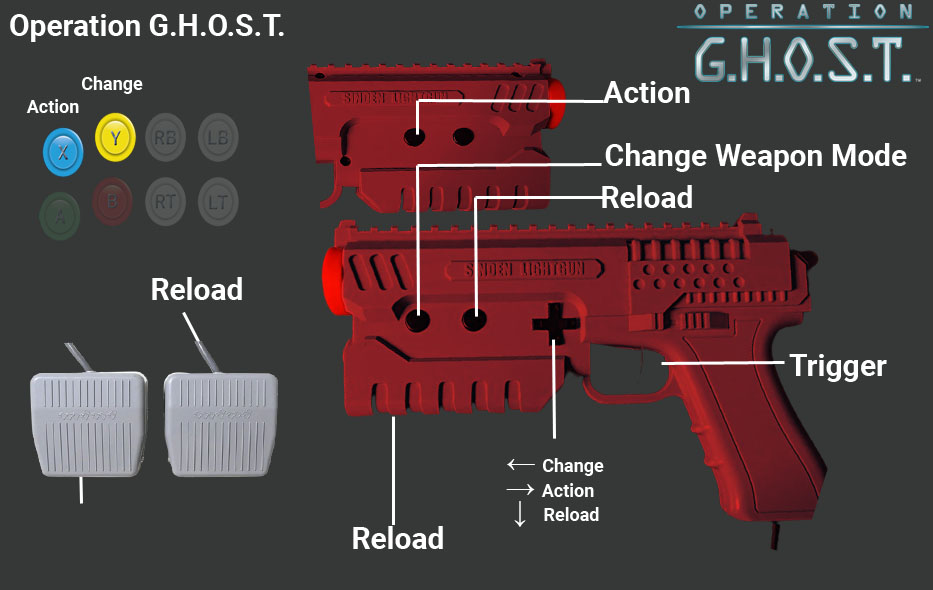 Operation G.H.O.S.T.
OPERATION
G.H.O.S.T.
™
Change
Action
X
Y
RB
LB
A
B
RT
LT
SINDEN LIGHTGUN
Action
Change Weapon Mode
Reload
SINDEN LIGHTGUN
Reload
Trigger
← Change
→ Action
↓ Reload
Reload